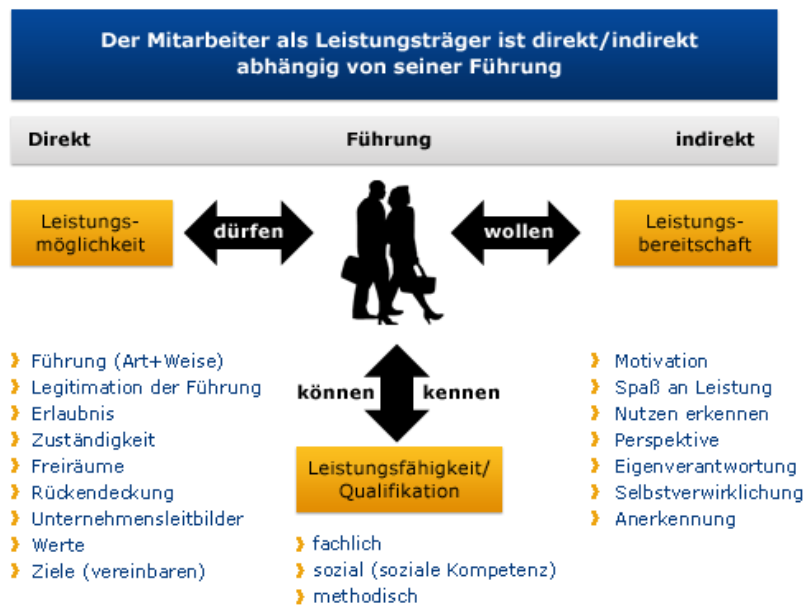 Der Mitarbeiter als Leistungsträger ist direkt/indirekt
abhängig von seiner Führung
Direkt
Führung
indirekt
Leistungs-
möglichkeit
dürfen
wollen
Leistungs-
bereitschaft
Führung (Art+Weise)
Legitimation der Führung
Erlaubnis
Zuständigkeit
Freiräume
Rückendeckung
Unternehmensleitbilder
Werte
Ziele (vereinbaren)
können
kennen
Leistungsfähigkeit/
Qualifikation
fachlich
sozial (soziale Kompetenz)
methodisch
Motivation
Spaß an Leistung
Nutzen erkennen
Perspektive
Eigenverantwortung
Selbstverwirklichung
Anerkennung